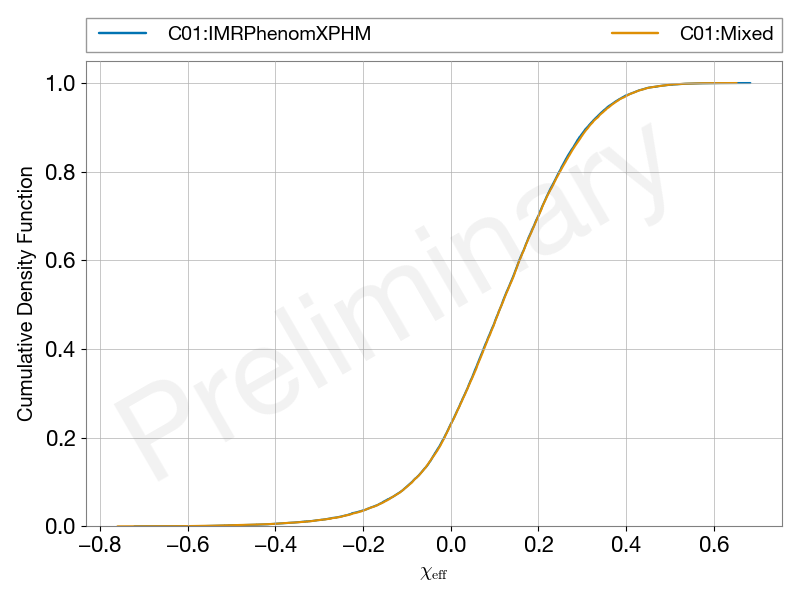 C01:IMRPhenomXPHM C01:Mixed
1.0
0.8
0.6
0.4
0.2
0.0
Cumulative Density Function
Preliminary
−0.8 −0.6 −0.4 −0.2 0.0 0.2 0.4 0.6
χeff